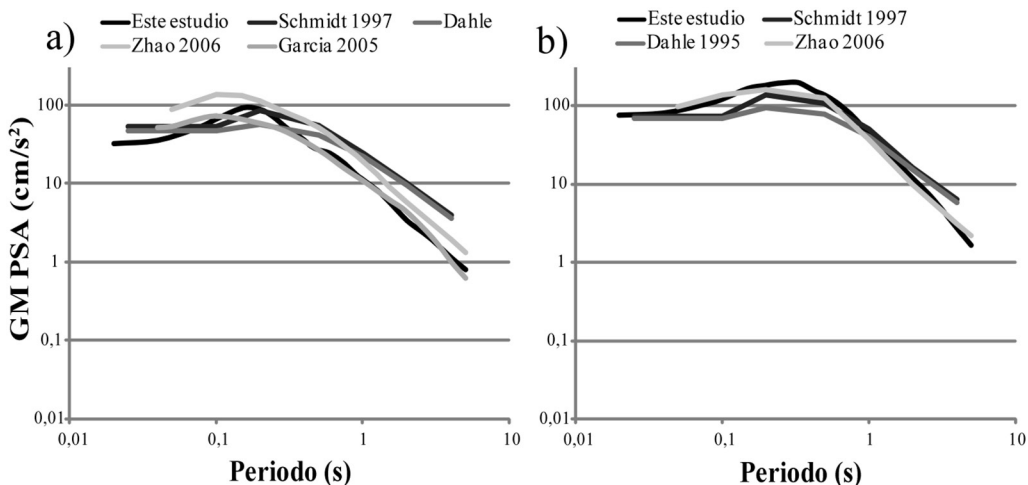 a)
Este estudio Schmidt 1997 Dahle
Zhao 2006 Garcia 2005
GM PSA (cm/s²)
100
10
1
0,1
0,01
0,01 0,1 1 10
Periodo (s)
b)
Este estudio Schmidt 1997
Dahle 1995 Zhao 2006
100
10
1
0,1
0,01
0,01 0,1 1 10
Periodo (s)